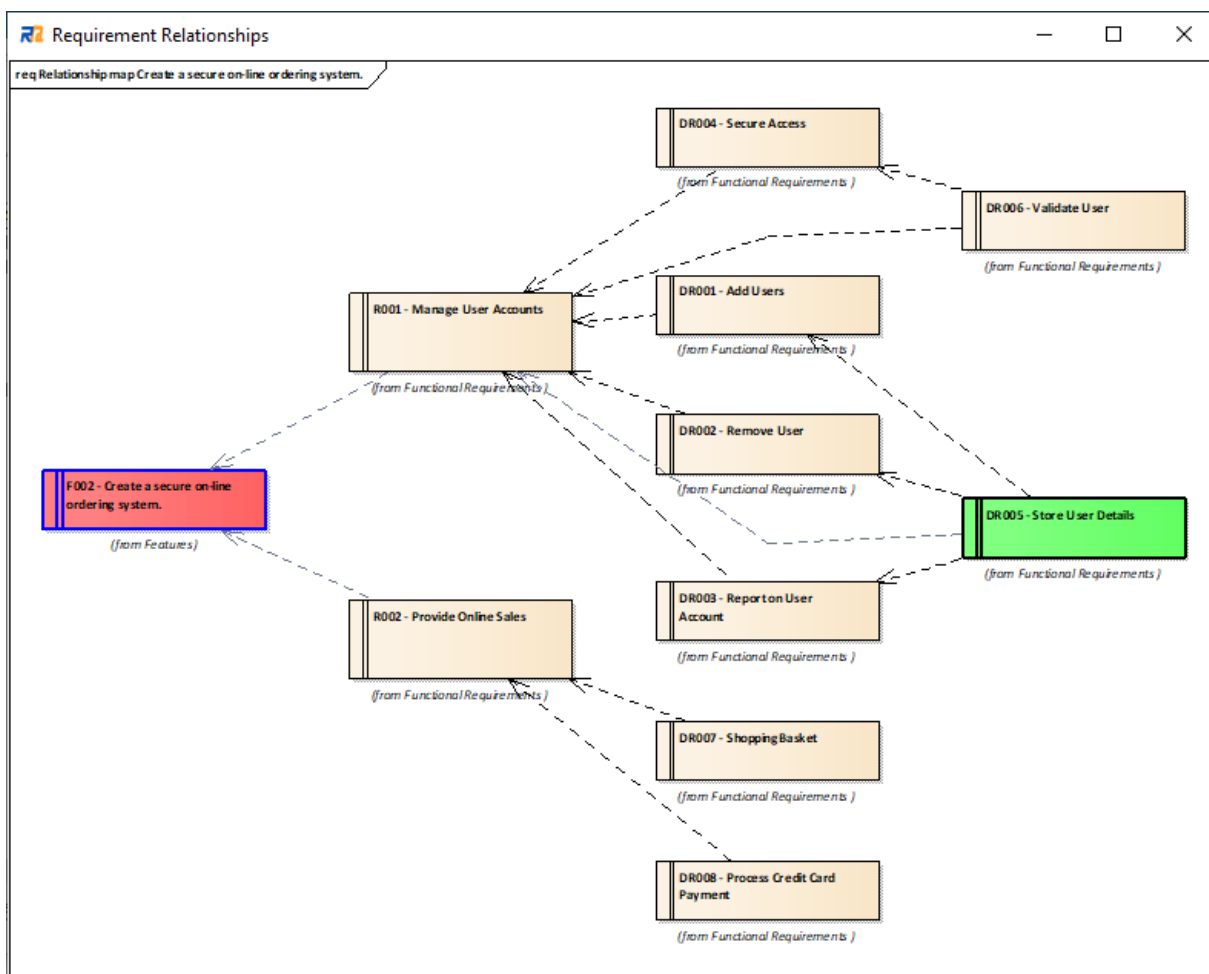 Requirement Relationships
req Relationship map Create a secure on-line ordering system.
DR004 - Secure Access
(from Functional Requirements )
DR006 - Validate User
(from Functional Requirements )
DR001 - Add Users
(from Functional Requirements )
R001 - Manage User Accounts
(from Functional Requirements )
DR002 - Remove User
(from Functional Requirements )
F002 - Create a secure on-line
ordering system.
(from Features)
DR005 - Store User Details
(from Functional Requirements )
DR003 - Report on User
Account
(from Functional Requirements )
R002 - Provide Online Sales
(from Functional Requirements )
DR007 - Shopping Basket
(from Functional Requirements )
DR008 - Process Credit Card
Payment
(from Functional Requirements )